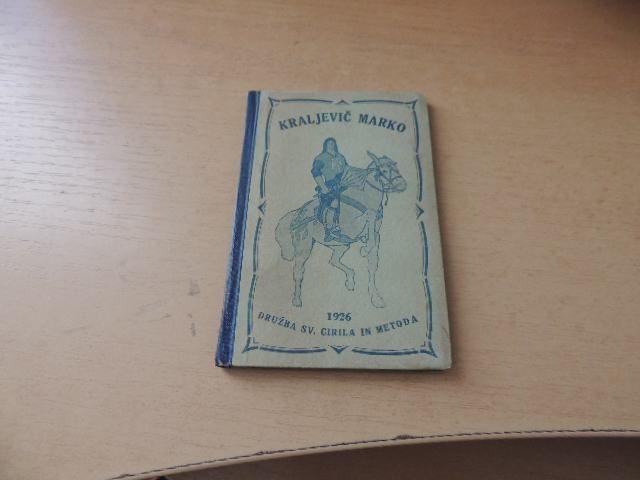 KRALJEVIČ MARKO
1926
DRUŽBA SV. CIRILA IN METODA